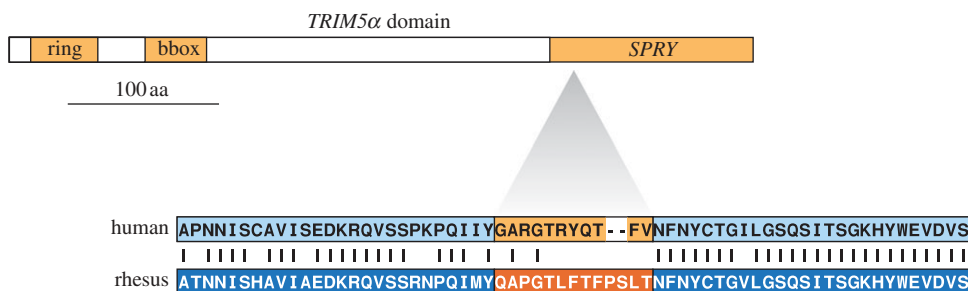 TRIM5α domain
ring bbox SPRY
100 aa
human APNNISCAVISEDKRQVSSPKPQIIYGARGTRYQT--FVNFNYCTGILGSQSITSGKHYWEVDVS
rhesus ATNNISHAVIAEDKRQVSSRNPQIMYQAPGTLFTFPSLTNFNYCTGVLGSQSITSGKHYWEVDVS